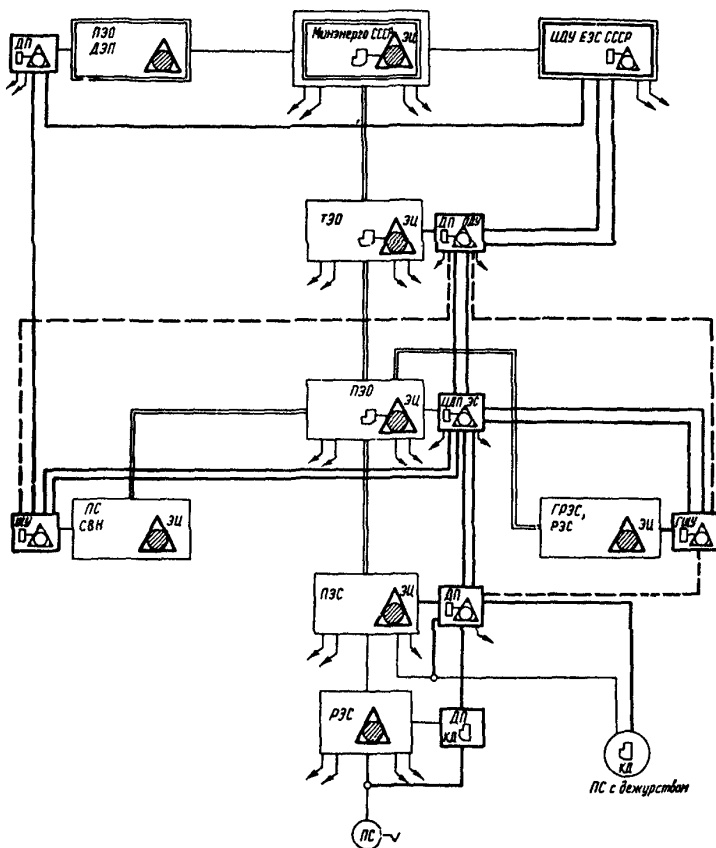 ДП
ПЭО
ДЭП
Минэнерго СССР
ЭЦ
ЦДУ ЕЭС СССР
ТЭО
ЭЦ
ДП ОДУ
ПЭО
ЭЦ
ЦДП ЭС
ПС
СВН
ЭЦ
ГРЭС,
РЭС
ЭЦ
ГЩУ
ПЭС
ЭЦ
ДП
РЭС
ДП
КД
КД
ПС с дежурством
ПС